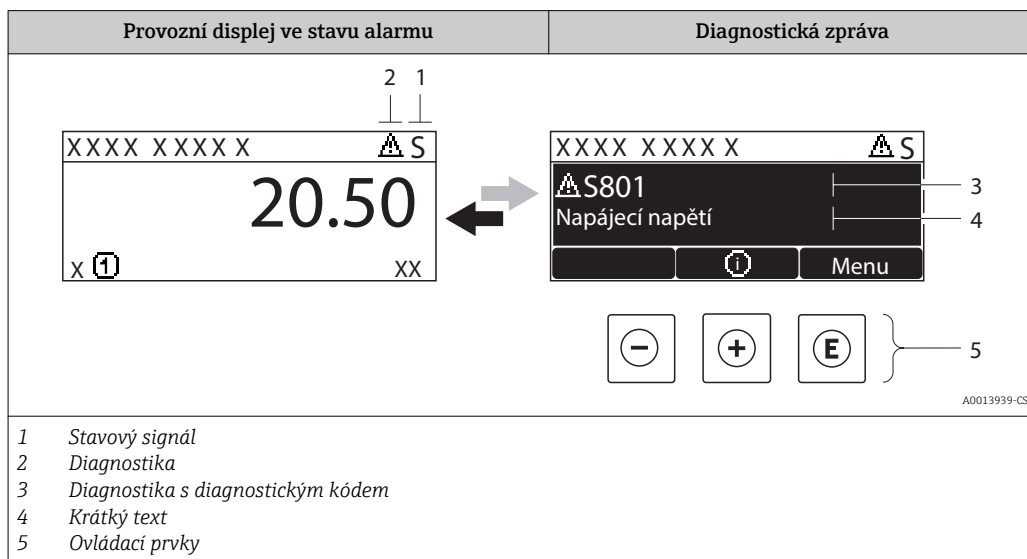 Provozní displej ve stavu alarmu
Diagnostická zpráva
2 1
XXXX XXXX X S
20.50
X 1
XX
XXXX XXXX X S
S801
Napájecí napětí
i Menu
3
4
− + E
5
A0013939-CS
1 Stavový signál
2 Diagnostika
3 Diagnostika s diagnostickým kódem
4 Krátký text
5 Ovládací prvky